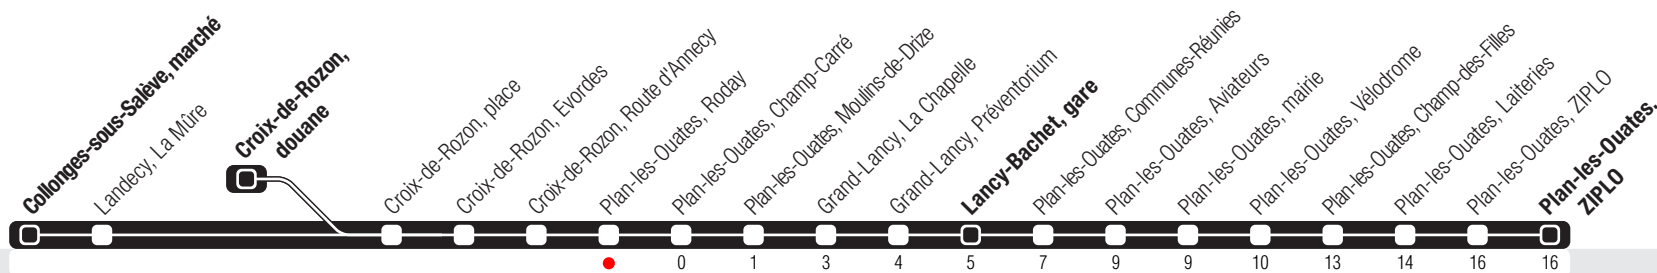 Collonges-sous-Salève, marché
Landecy, La Mûre
Croix-de-Rozon,
douane
Croix-de-Rozon, place
Croix-de-Rozon, Evordes
Croix-de-Rozon, Route d'Annecy
Plan-les-Ouates, Roday
Plan-les-Ouates, Champ-Carré
Plan-les-Ouates, Moulins-de-Drize
Grand-Lancy, La Chapelle
Grand-Lancy, Préventorium
Lancy-Bachet, gare
Plan-les-Ouates, Communes-Réunies
Plan-les-Ouates, Aviateurs
Plan-les-Ouates, mairie
Plan-les-Ouates, Vélodrome
Plan-les-Ouates, Champ-des-Filles
Plan-les-Ouates, Laiteries
Plan-les-Ouates, ZIPLO
Plan-les-Ouates,
ZIPLO
0 1 3 4 5 7 9 9 10 13 14 16 16